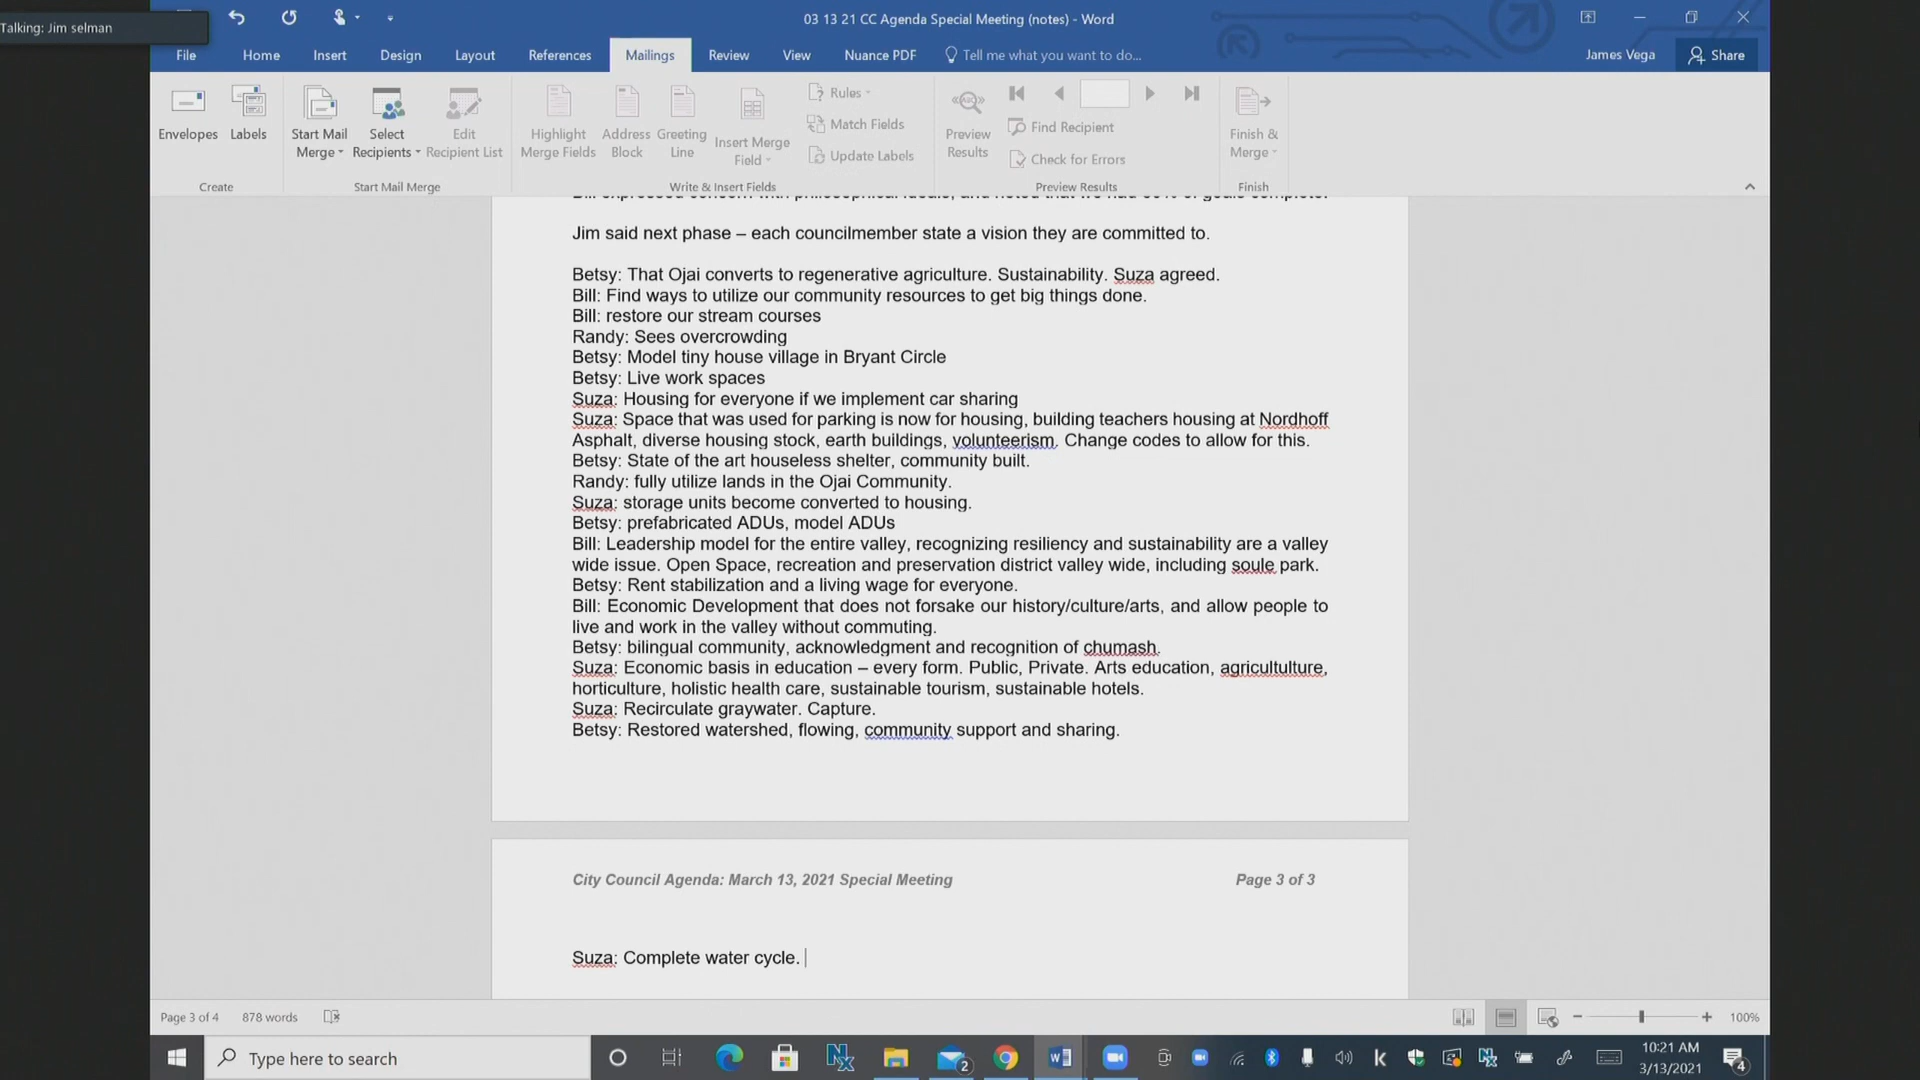 Talking: Jim selman
03 13 21 CC Agenda Special Meeting (notes) - Word
File Home Insert Design Layout References Mailings Review View Nuance PDF Tell me what you want to do... James Vega Share
Envelopes Labels
Start Mail Merge
Select Recipients
Edit Recipient List
Highlight Merge Fields
Address Block
Greeting Line
Insert Merge Field
Rules
Match Fields
Update Labels
Preview Results
Find Recipient
Check for Errors
Finish & Merge
Create Start Mail Merge Write & Insert Fields Preview Results Finish
Jim said next phase – each councilmember state a vision they are committed to.
Betsy: That Ojai converts to regenerative agriculture. Sustainability. Suza agreed.
Bill: Find ways to utilize our community resources to get big things done.
Bill: restore our stream courses
Randy: Sees overcrowding
Betsy: Model tiny house village in Bryant Circle
Betsy: Live work spaces
Suza: Housing for everyone if we implement car sharing
Suza: Space that was used for parking is now for housing, building teachers housing at Nordhoff
Asphalt, diverse housing stock, earth buildings, volunteerism. Change codes to allow for this.
Betsy: State of the art houseless shelter, community built.
Randy: fully utilize lands in the Ojai Community.
Suza: storage units become converted to housing.
Betsy: prefabricated ADUs, model ADUs
Bill: Leadership model for the entire valley, recognizing resiliency and sustainability are a valley
wide issue. Open Space, recreation and preservation district valley wide, including soule park.
Betsy: Rent stabilization and a living wage for everyone.
Bill: Economic Development that does not forsake our history/culture/arts, and allow people to
live and work in the valley without commuting.
Betsy: bilingual community, acknowledgment and recognition of chumash.
Suza: Economic basis in education – every form. Public, Private. Arts education, agricultulture,
horticulture, holistic health care, sustainable tourism, sustainable hotels.
Suza: Recirculate graywater. Capture.
Betsy: Restored watershed, flowing, community support and sharing.
City Council Agenda: March 13, 2021 Special Meeting Page 3 of 3
Suza: Complete water cycle.
Page 3 of 4 878 words 100%
Type here to search 2 10:21 AM
3/13/2021 4